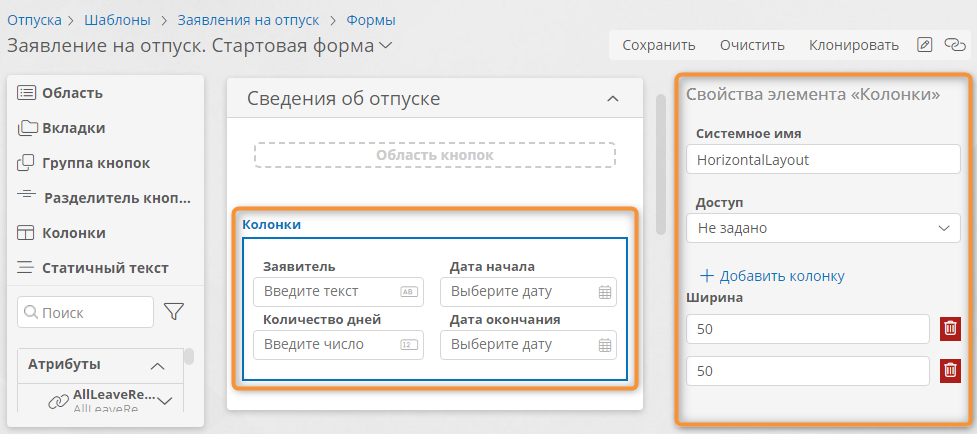 Отпуска > Шаблоны > Заявления на отпуск > Формы
Заявление на отпуск. Стартовая форма
Сохранить Очистить Клонировать
Область
Вкладки
Группа кнопок
Разделитель кноп...
Колонки
Статичный текст
Поиск
Атрибуты
AllLeaveRe...
AllLeaveRe
Сведения об отпуске
Область кнопок
Колонки
Заявитель Дата начала
Введите текст AB Выберите дату
Количество дней Дата окончания
Введите число 12 Выберите дату
Свойства элемента «Колонки»
Системное имя
HorizontalLayout
Доступ
Не задано
+ Добавить колонку
Ширина
50
50